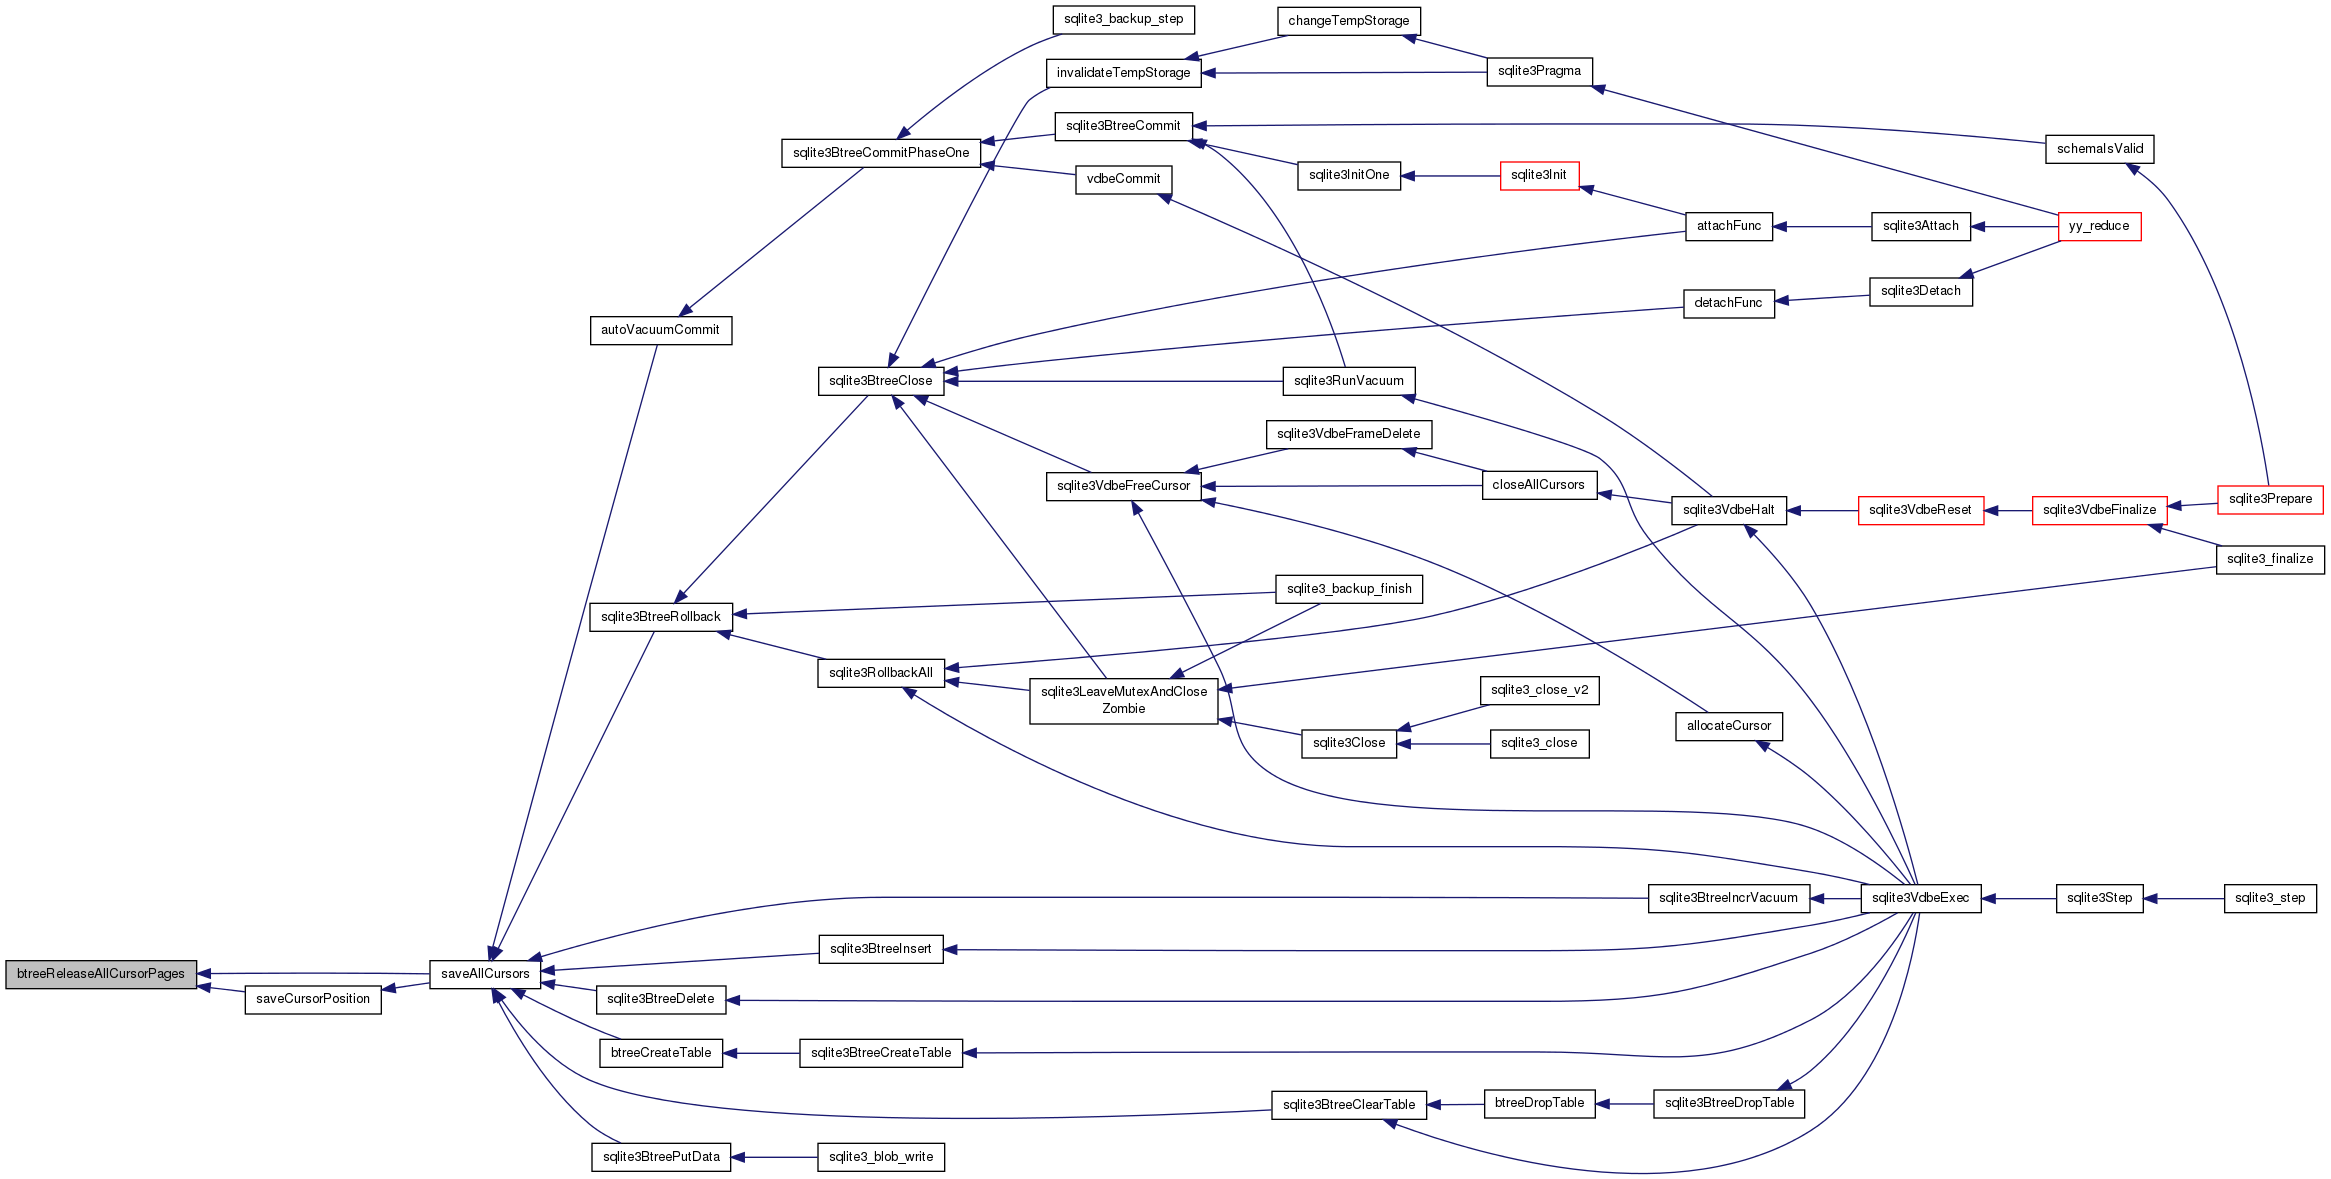 sqlite3_backup_step
changeTempStorage
invalidateTempStorage
sqlite3Pragma
sqlite3BtreeCommit
sqlite3BtreeCommitPhaseOne
schemaIsValid
vdbeCommit
sqlite3InitOne
sqlite3Init
attachFunc
sqlite3Attach
yy_reduce
sqlite3Detach
detachFunc
autoVacuumCommit
sqlite3BtreeClose
sqlite3RunVacuum
sqlite3VdbeFrameDelete
sqlite3VdbeFreeCursor
closeAllCursors
sqlite3VdbeHalt
sqlite3VdbeReset
sqlite3VdbeFinalize
sqlite3Prepare
sqlite3_finalize
sqlite3_backup_finish
sqlite3BtreeRollback
sqlite3RollbackAll
sqlite3LeaveMutexAndClose
Zombie
sqlite3_close_v2
sqlite3Close
sqlite3_close
allocateCursor
sqlite3BtreeIncrVacuum
sqlite3VdbeExec
sqlite3Step
sqlite3_step
sqlite3BtreeInsert
btreeReleaseAllCursorPages
saveAllCursors
saveCursorPosition
sqlite3BtreeDelete
btreeCreateTable
sqlite3BtreeCreateTable
sqlite3BtreeClearTable
btreeDropTable
sqlite3BtreeDropTable
sqlite3BtreePutData
sqlite3_blob_write